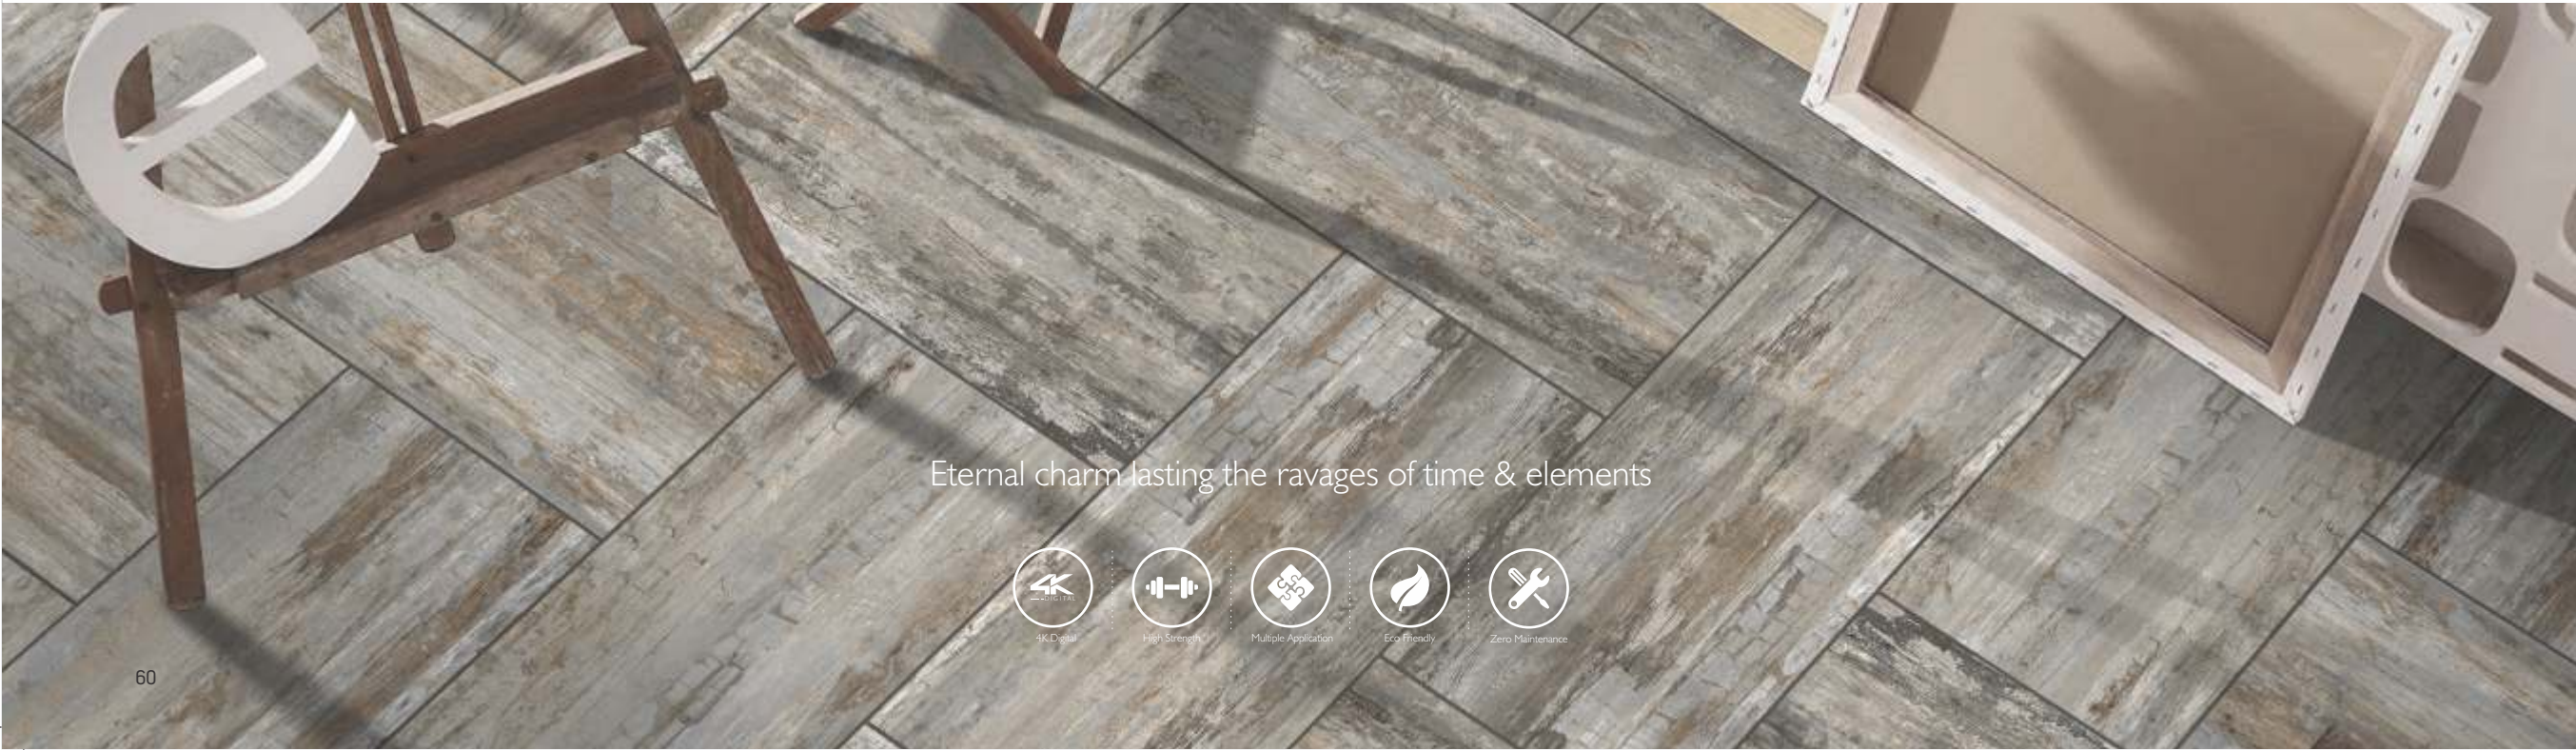 e
Eternal charm lasting the ravages of time & elements
4K
DIGITAL
4K Digital
High Strength
Multiple Application
Eco Friendly
Zero Maintenance
60